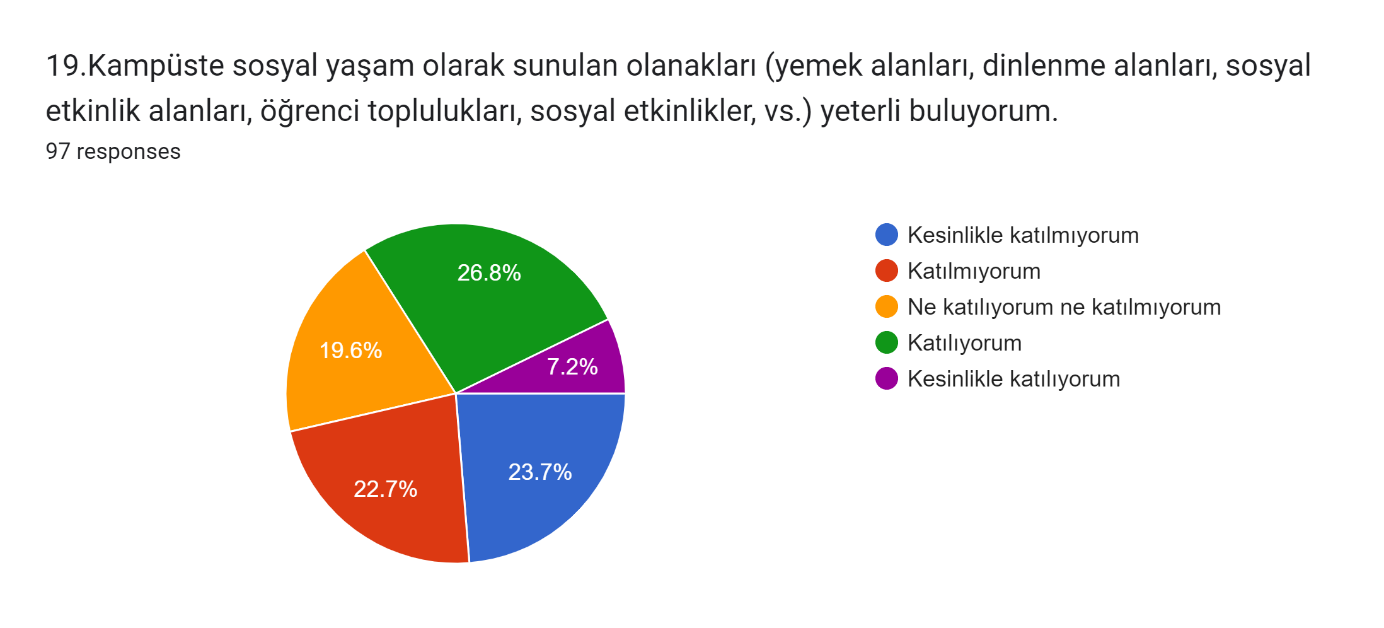 19.Kampüste sosyal yaşam olarak sunulan olanakları (yemek alanları, dinlenme alanları, sosyal
etkinlik alanları, öğrenci toplulukları, sosyal etkinlikler, vs.) yeterli buluyorum.
97 responses
Kesinlikle katılmıyorum
Katılmıyorum
Ne katılıyorum ne katılmıyorum
Katılıyorum
Kesinlikle katılıyorum
26.8%
19.6%
7.2%
23.7%
22.7%